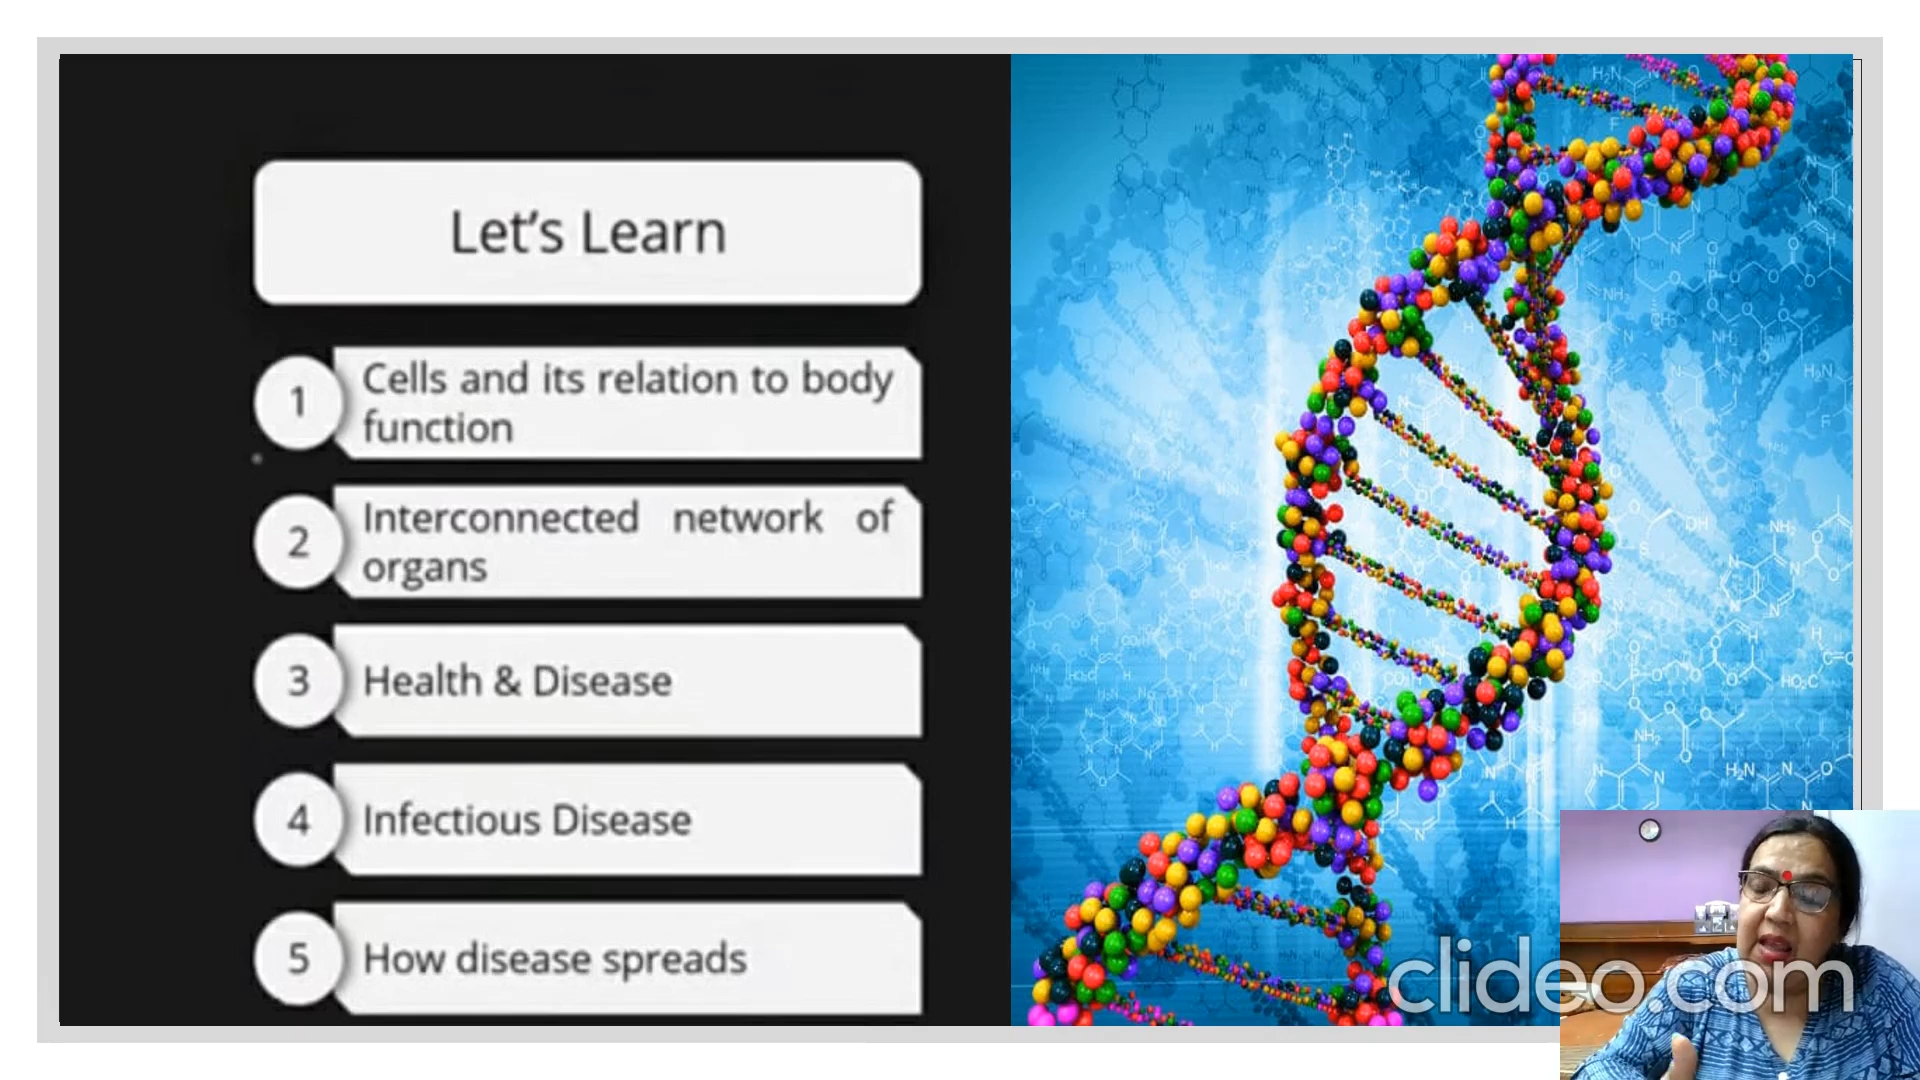 Let's Learn
1
Cells and its relation to body
function
2
Interconnected network of
organs
3
Health & Disease
4
Infectious Disease
5
How disease spreads
clideo.com